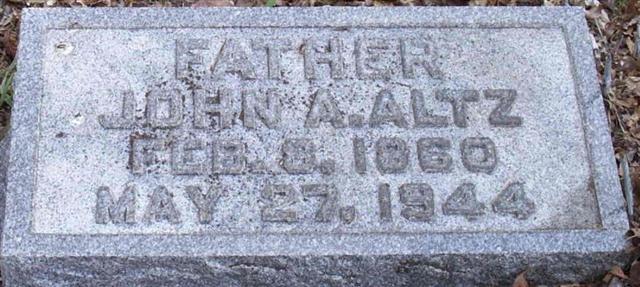 FATHER
JOHN A. ALTZ
FEB. 8, 1860
MAY 27, 1944